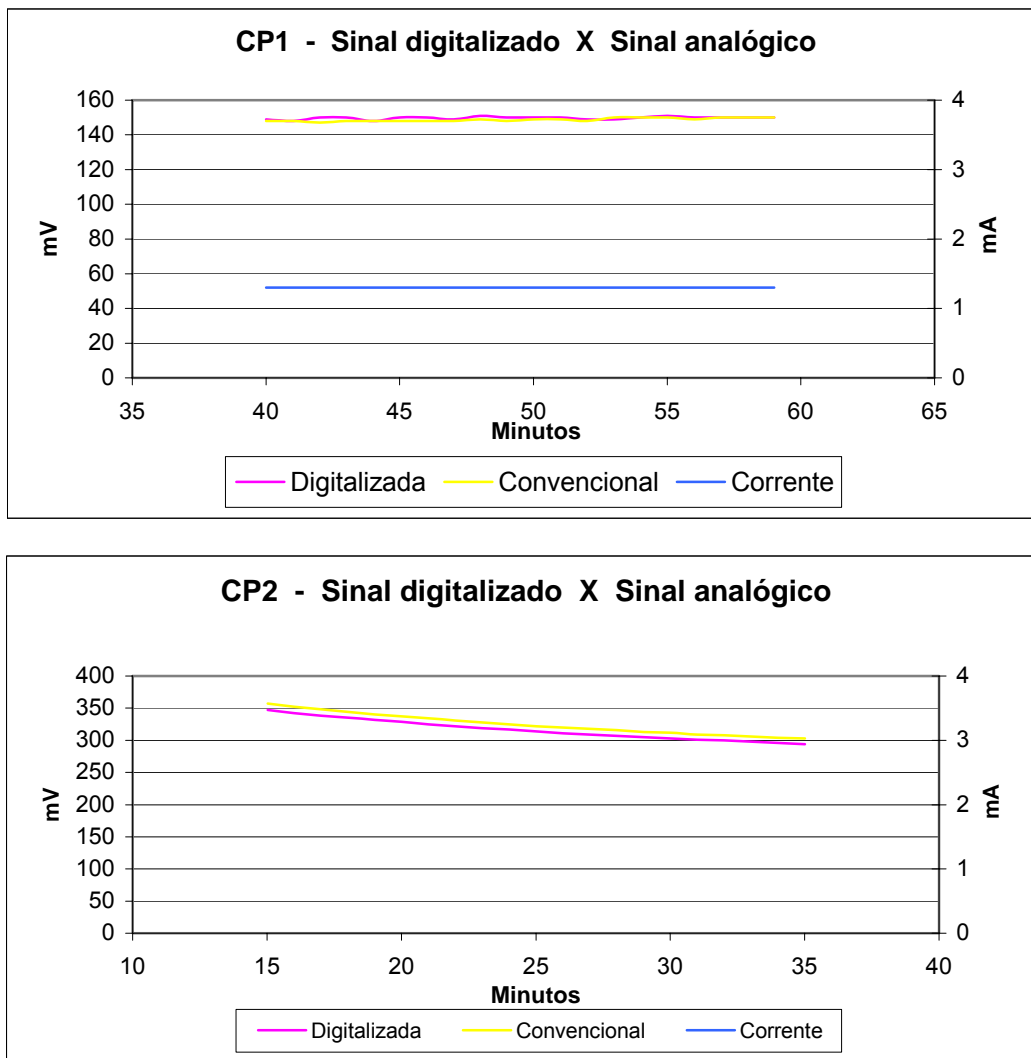 CP1 - Sinal digitalizado X Sinal analógico
160
140
120
100
80
60
40
20
0
mV
4
3
2
1
0
mA
35 40 45 50 55 60 65
Minutos
Digitalizada Convencional Corrente
CP2 - Sinal digitalizado X Sinal analógico
400
350
300
250
200
150
100
50
0
mV
4
3
2
1
0
mA
10 15 20 25 30 35 40
Minutos
Digitalizada Convencional Corrente